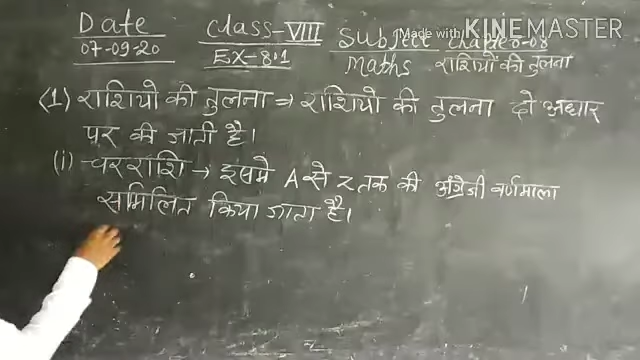 Made with KINEMASTER
Date Class-VIII Subject Chapter-08
07-09-20 Ex-8.1 Maths राशियों की तुलना
(1) राशियो की तुलना ⇒ राशियो की तुलना दो अधार
पर की जाती है।
(i) चर राशि → इसमे A से Z तक की अंग्रेजी वर्णमाला
समिलित किया जाता है।